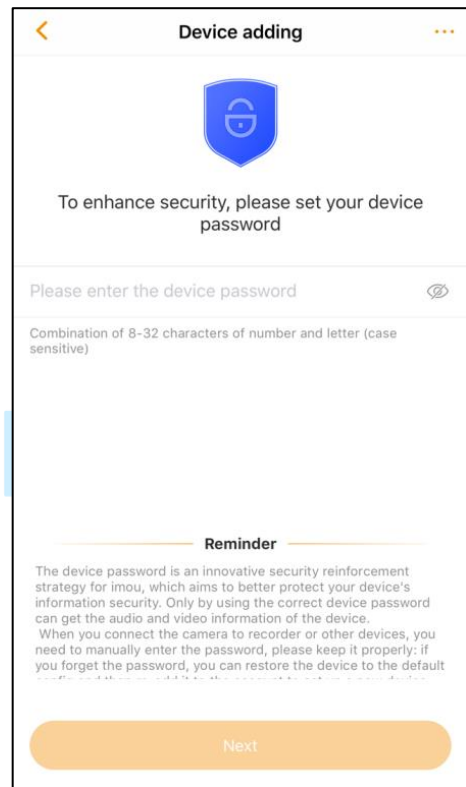 Device adding
To enhance security, please set your device
password
Please enter the device password
Combination of 8-32 characters of number and letter (case
sensitive)
Reminder
The device password is an innovative security reinforcement
strategy for imou, which aims to better protect your device's
information security. Only by using the correct device password
can get the audio and video information of the device.
When you connect the camera to recorder or other devices, you
need to manually enter the password, please keep it properly: if
you forget the password, you can restore the device to the default
Next